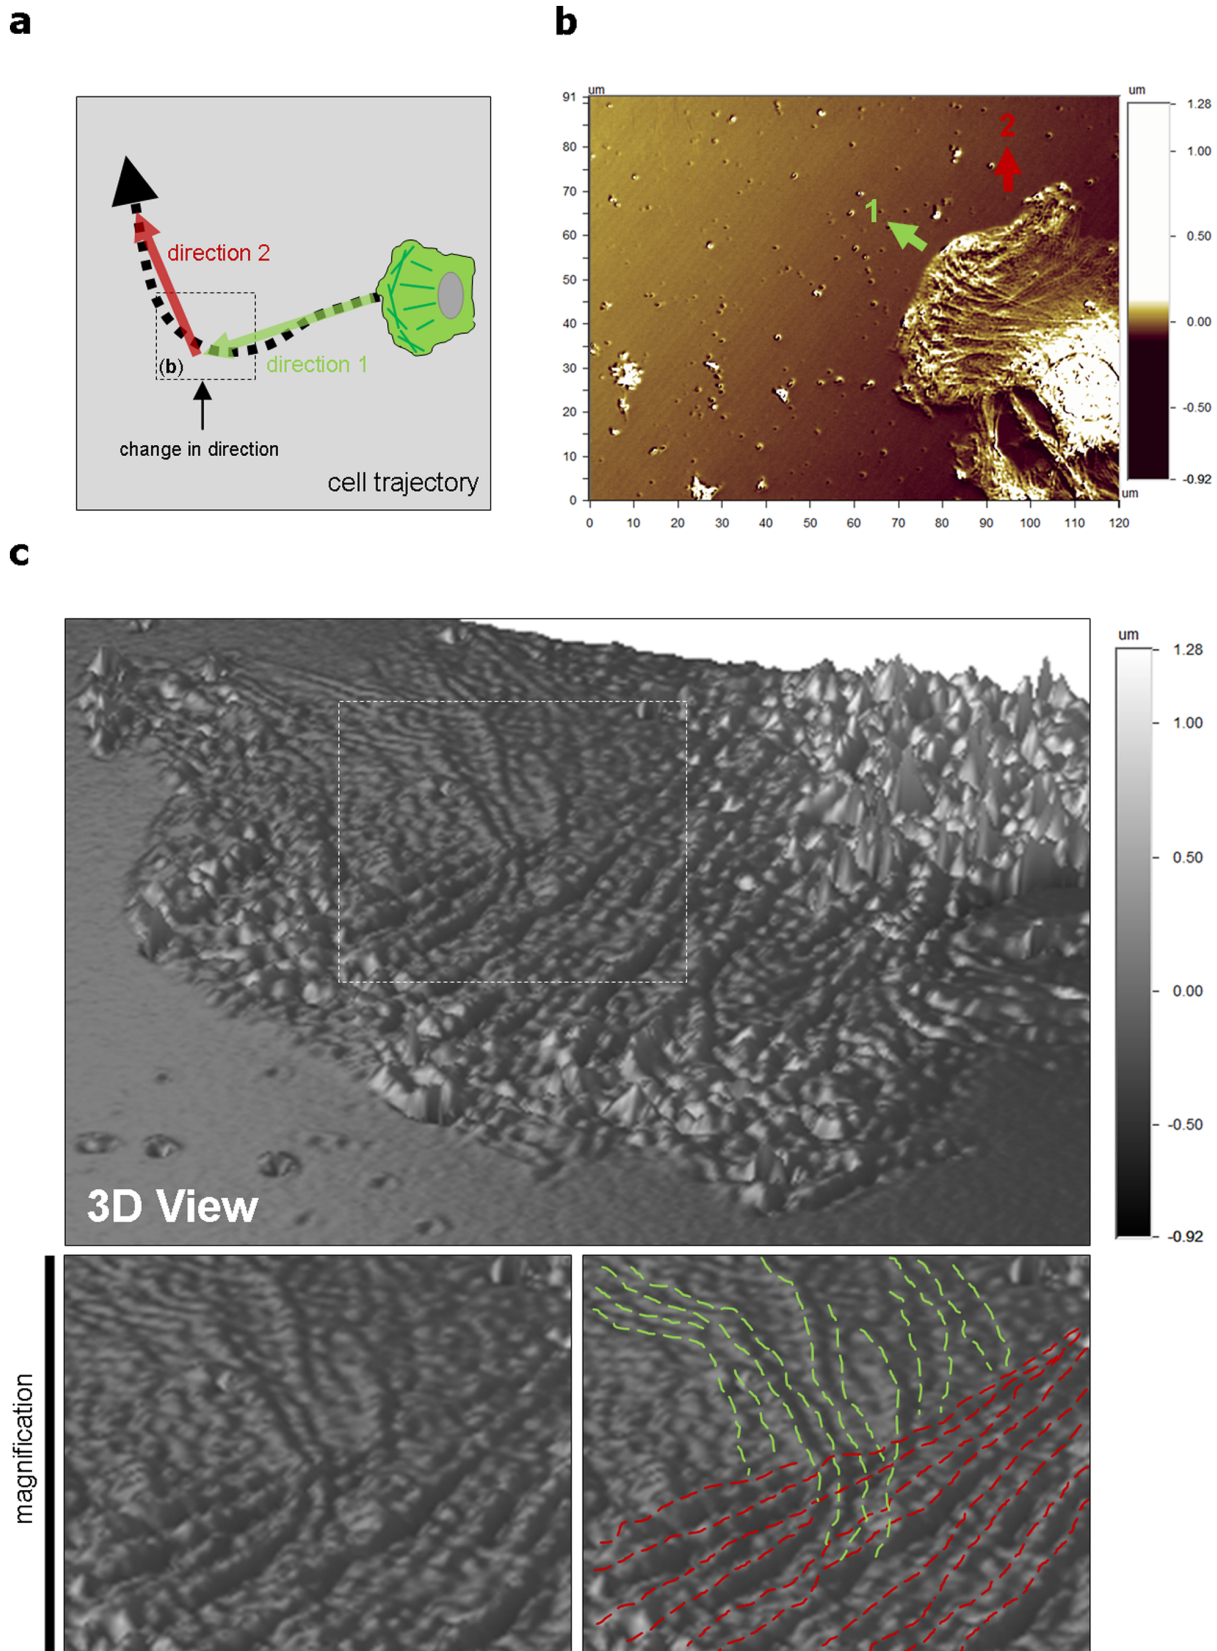 a
b
direction 2
direction 1
(b)
change in direction
cell trajectory
um
91
80
70
60
50
40
30
20
10
0
0 10 20 30 40 50 60 70 80 90 100 110 120
1
2
um
1.28
1.00
0.50
0.00
-0.50
-0.92
um
c
3D View
um
1.28
1.00
0.50
0.00
-0.50
-0.92
magnification